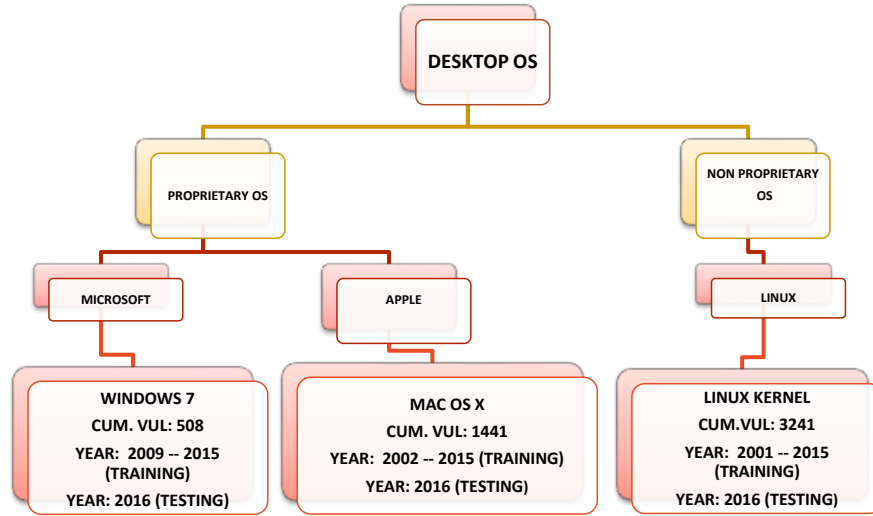 DESKTOP OS
PROPRIETARY OS
NON PROPRIETARY
OS
MICROSOFT
APPLE
LINUX
WINDOWS 7
CUM. VUL: 508
YEAR: 2009 -- 2015
(TRAINING)
YEAR: 2016 (TESTING)
MAC OS X
CUM. VUL: 1441
YEAR: 2002 -- 2015 (TRAINING)
YEAR: 2016 (TESTING)
LINUX KERNEL
CUM.VUL: 3241
YEAR: 2001 -- 2015
(TRAINING)
YEAR: 2016 (TESTING)